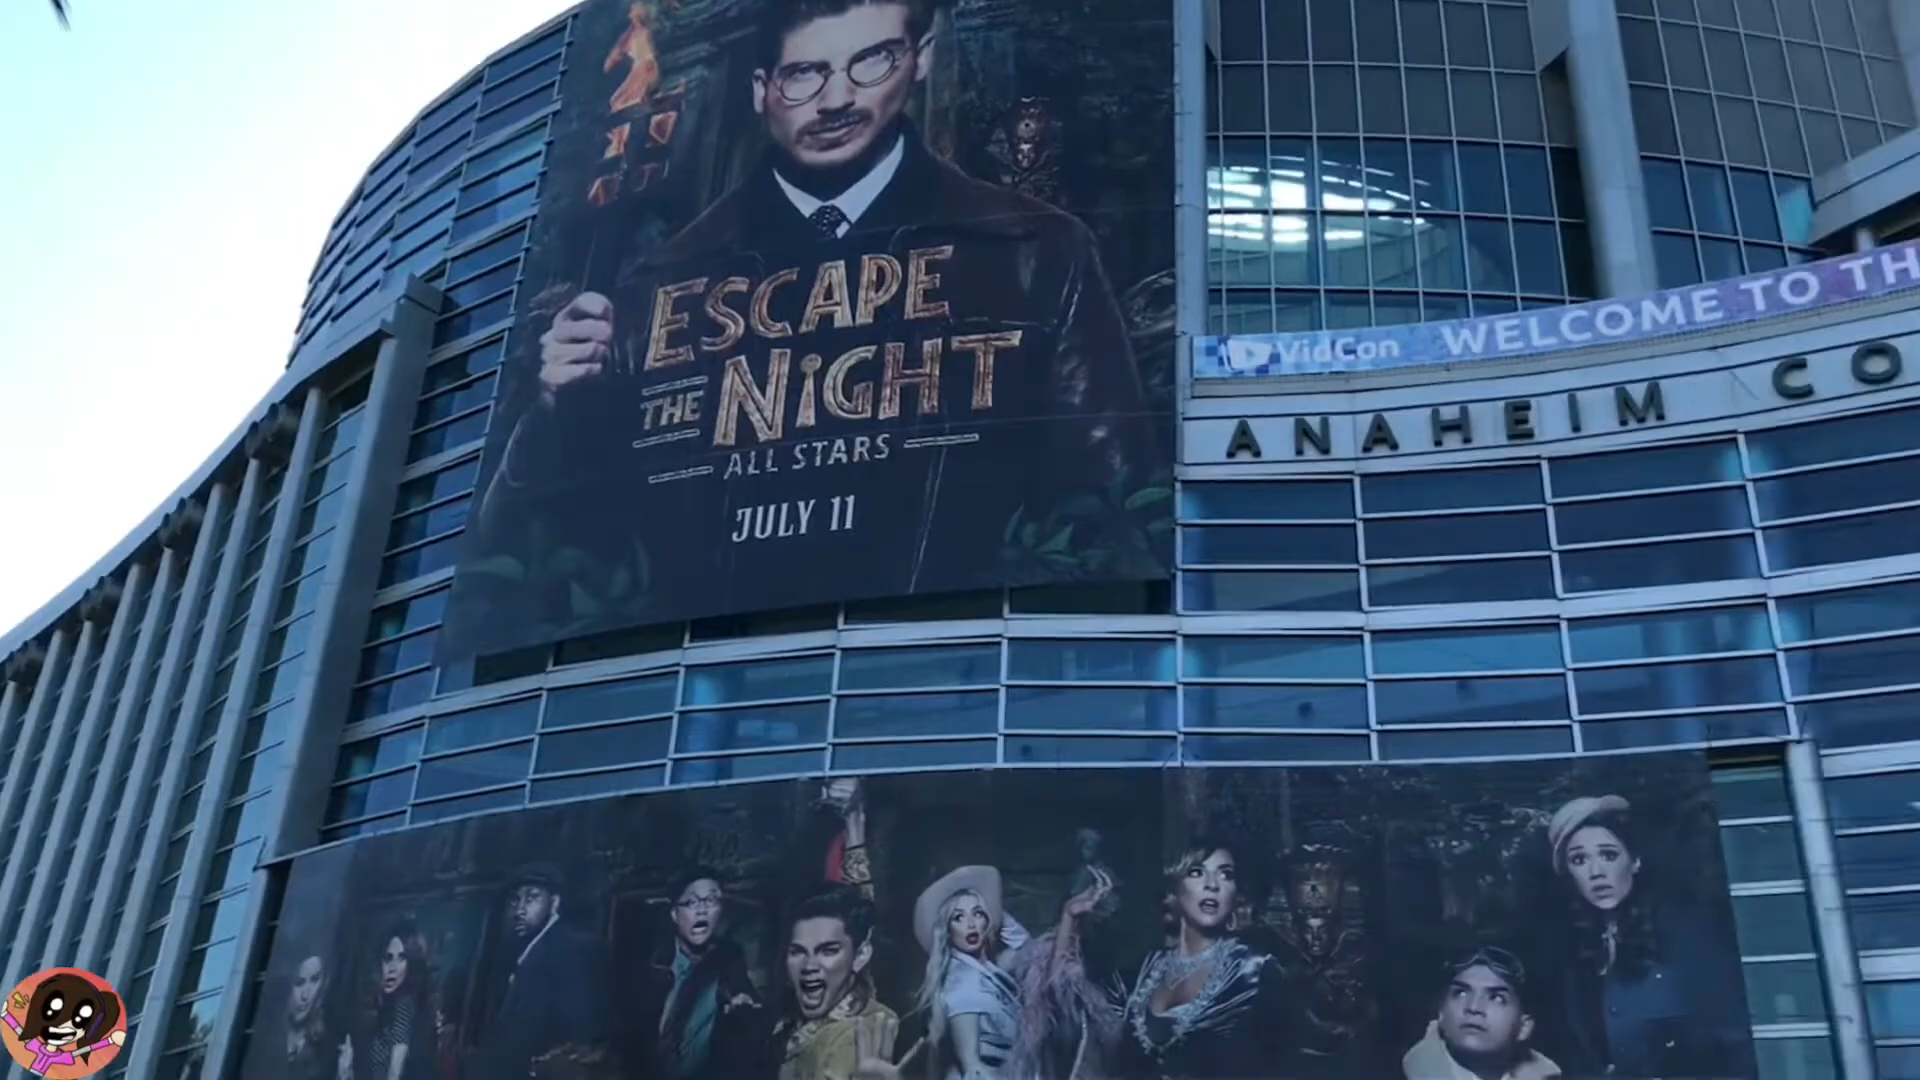 ESCAPE
THE NIGHT
ALL STARS
JULY 11
VidCon WELCOME TO TH
ANAHEIM CO